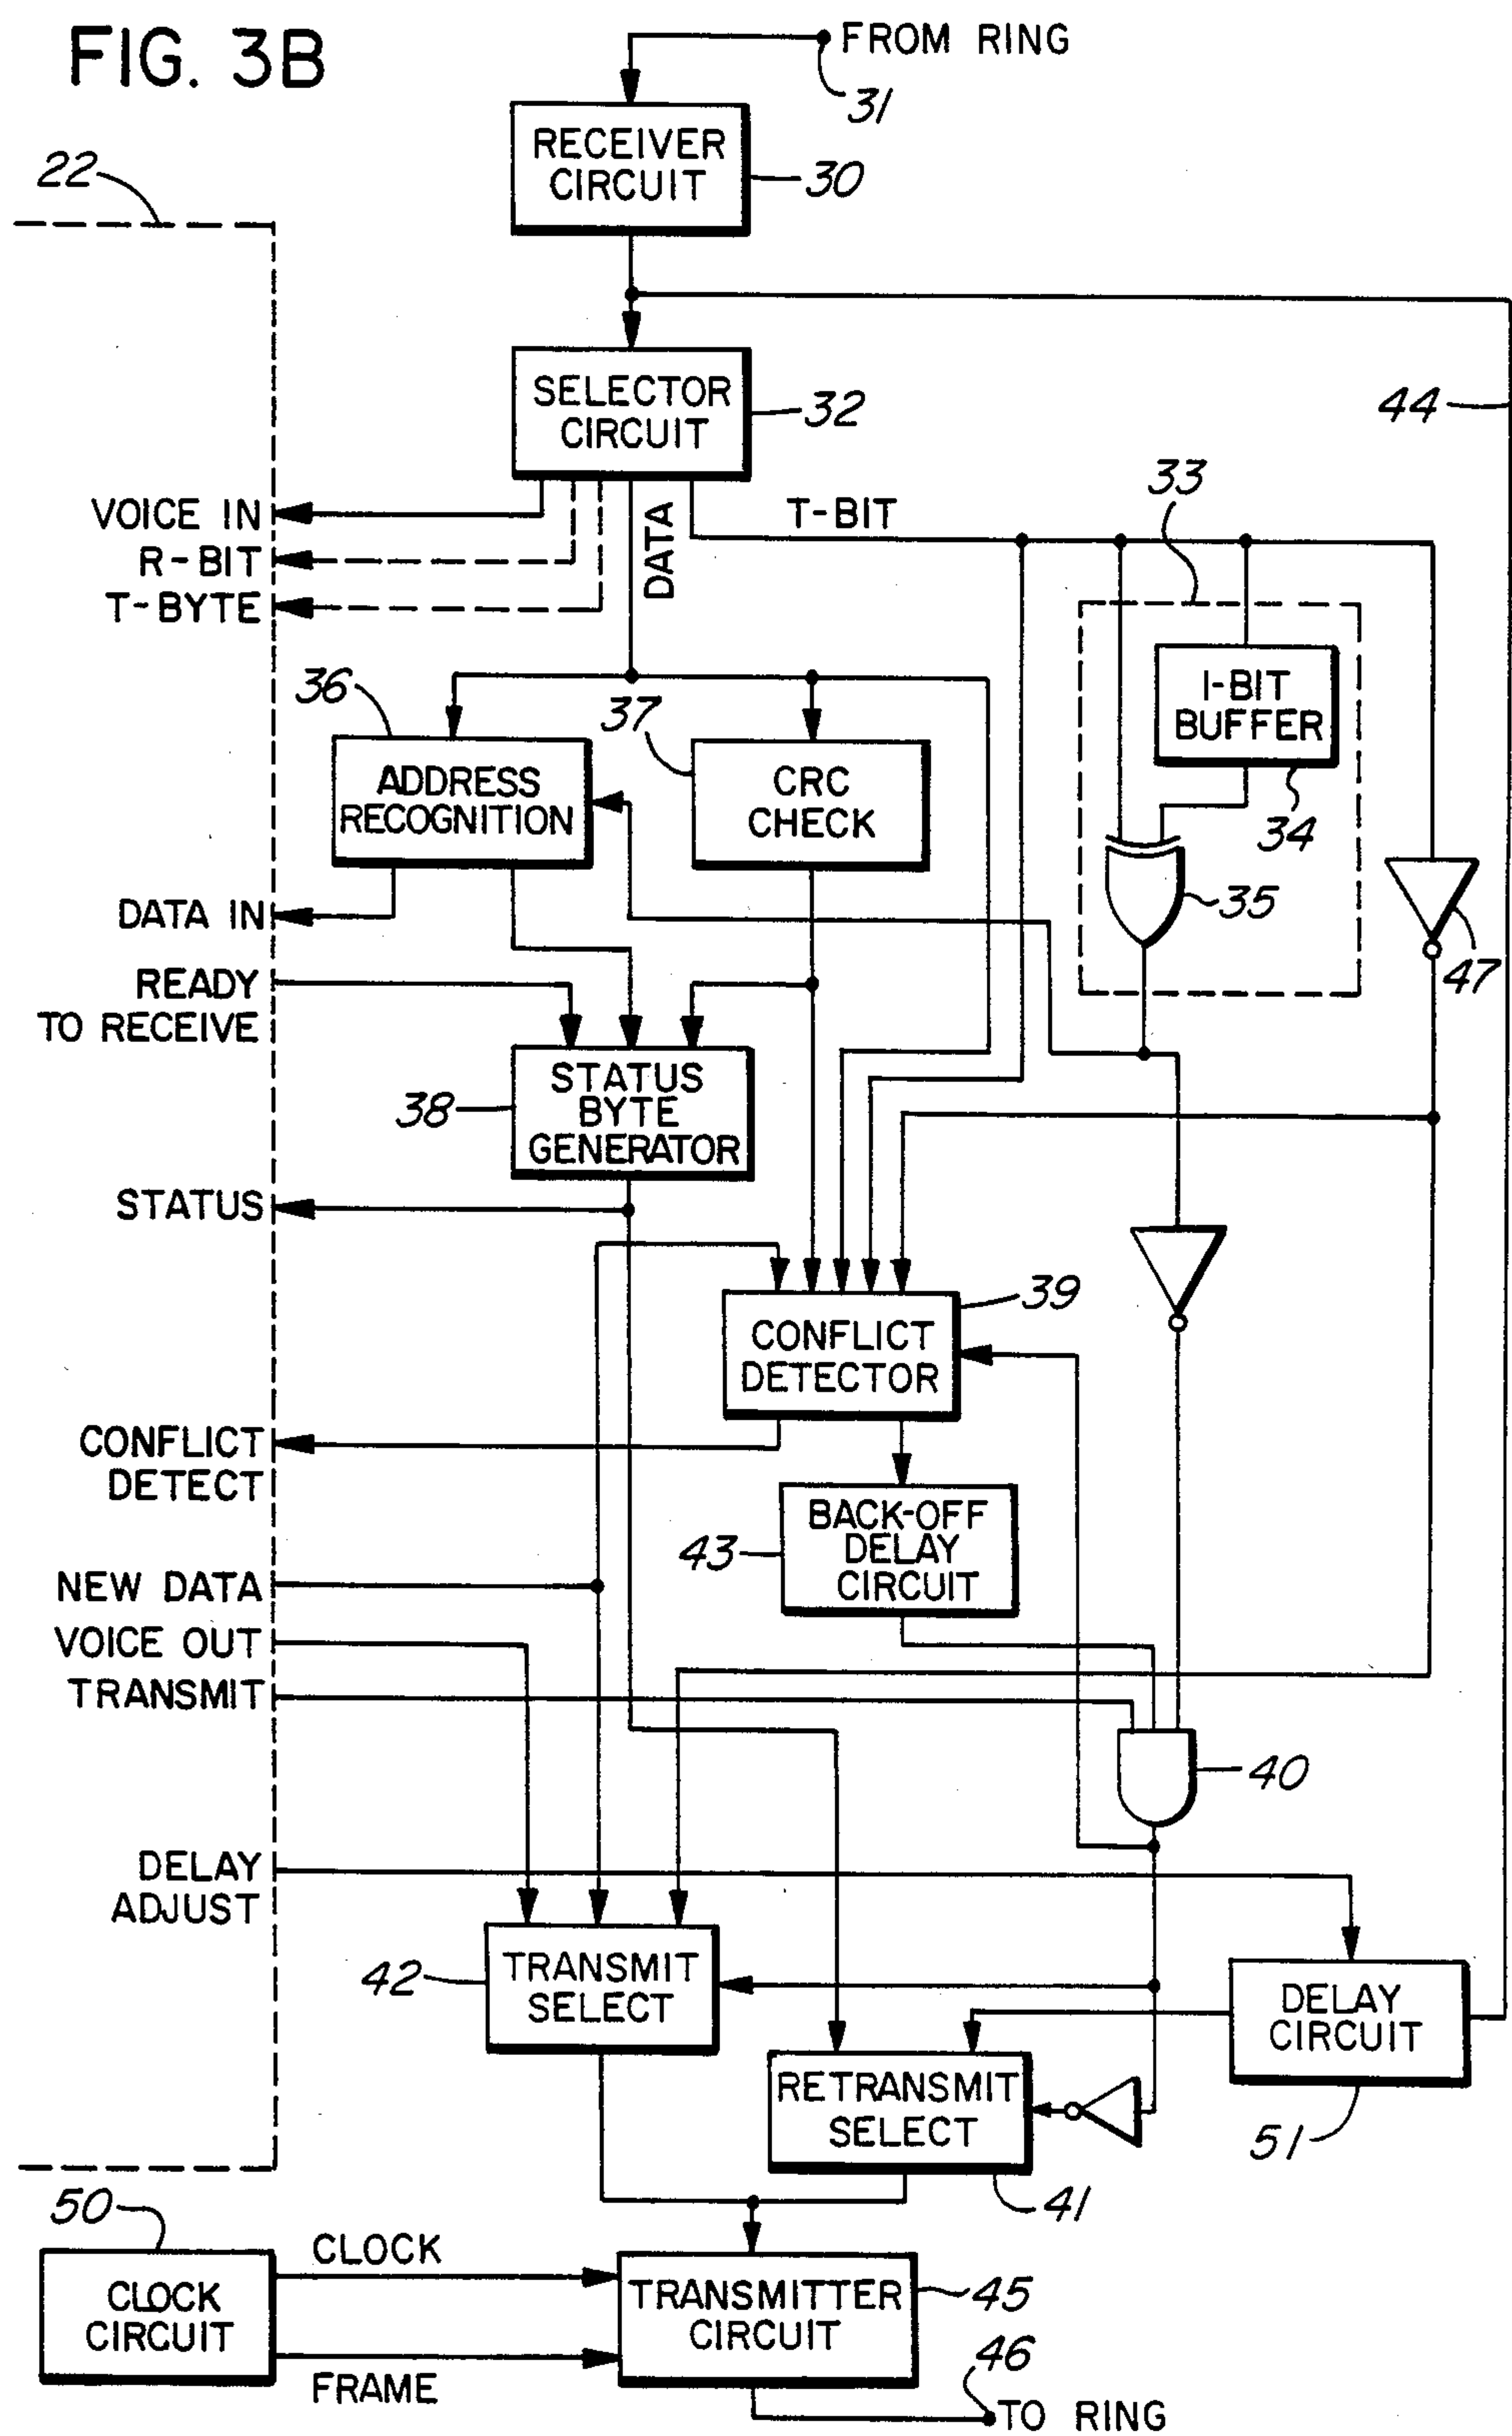 FIG. 3B
FROM RING
31
RECEIVER
CIRCUIT
30
22
SELECTOR
CIRCUIT
32
44
VOICE IN
R-BIT
T-BYTE
DATA
T-BIT
33
36
37
1-BIT
BUFFER
34
ADDRESS
RECOGNITION
CRC
CHECK
35
47
DATA IN
READY
TO RECEIVE
STATUS
BYTE
GENERATOR
38
STATUS
39
CONFLICT
DETECTOR
CONFLICT
DETECT
BACK-OFF
DELAY
CIRCUIT
43
NEW DATA
VOICE OUT
TRANSMIT
40
DELAY
ADJUST
42
TRANSMIT
SELECT
DELAY
CIRCUIT
51
RETRANSMIT
SELECT
41
50
CLOCK
CLOCK
CIRCUIT
TRANSMITTER
CIRCUIT
45
FRAME
46
TO RING